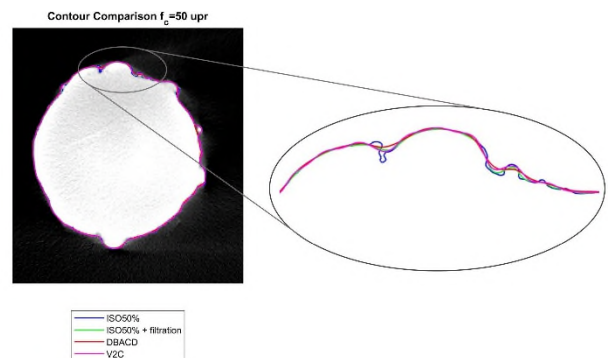 Contour Comparison f_c=50 upr
ISO50%
ISO50% + filtration
DBACD
V2C